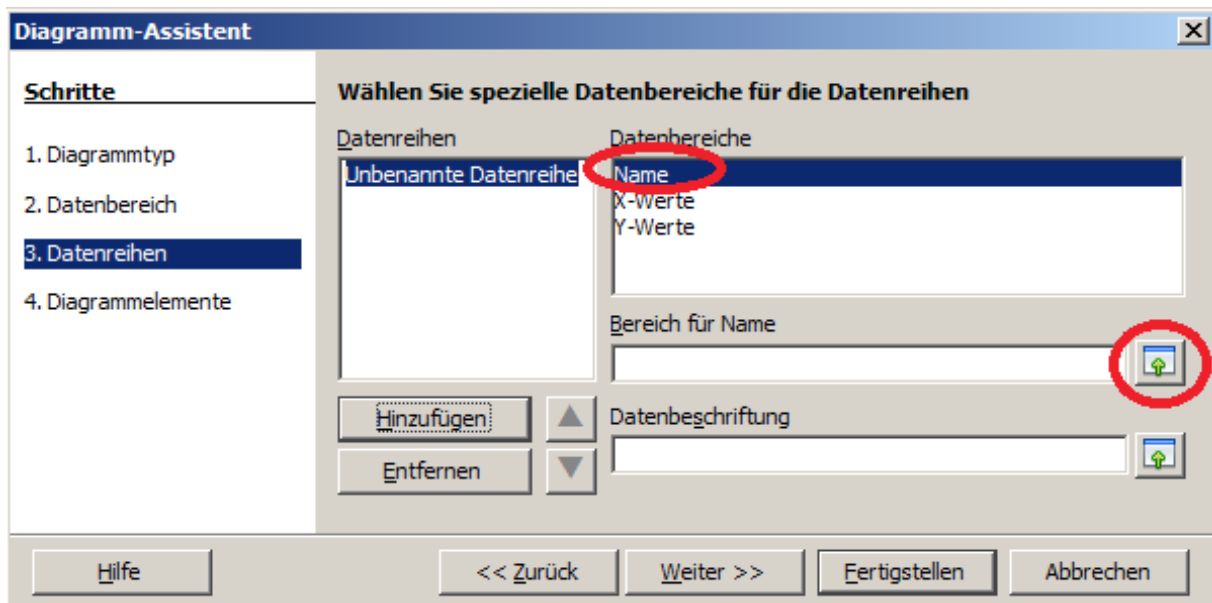 Diagramm-Assistent
Schritte
1. Diagrammtyp
2. Datenbereich
3. Datenreihen
4. Diagrammelemente
Wählen Sie spezielle Datenbereiche für die Datenreihen
Datenreihen
Unbenannte Datenreihe
Hinzufügen
Entfernen
Datenbereiche
Name
X-Werte
Y-Werte
Bereich für Name
Datenbeschriftung
Hilfe
<< Zurück
Weiter >>
Fertigstellen
Abbrechen